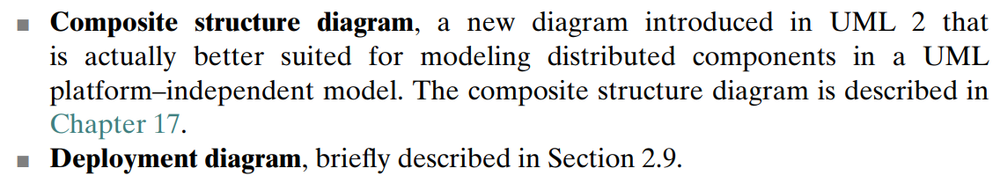 ■ Composite structure diagram, a new diagram introduced in UML 2 that
is actually better suited for modeling distributed components in a UML
platform–independent model. The composite structure diagram is described in
Chapter 17.
■ Deployment diagram, briefly described in Section 2.9.